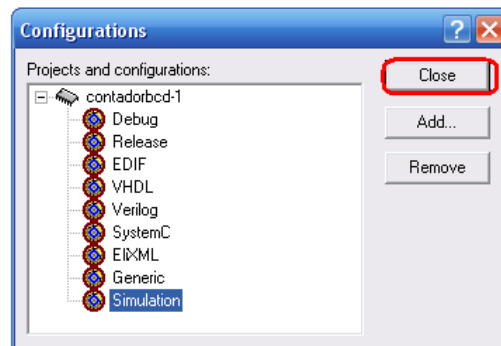 Configurations
Projects and configurations:
Close
contadorbcd-1
Debug
Add...
Release
EDIF
Remove
VHDL
Verilog
SystemC
EliXML
Generic
Simulation